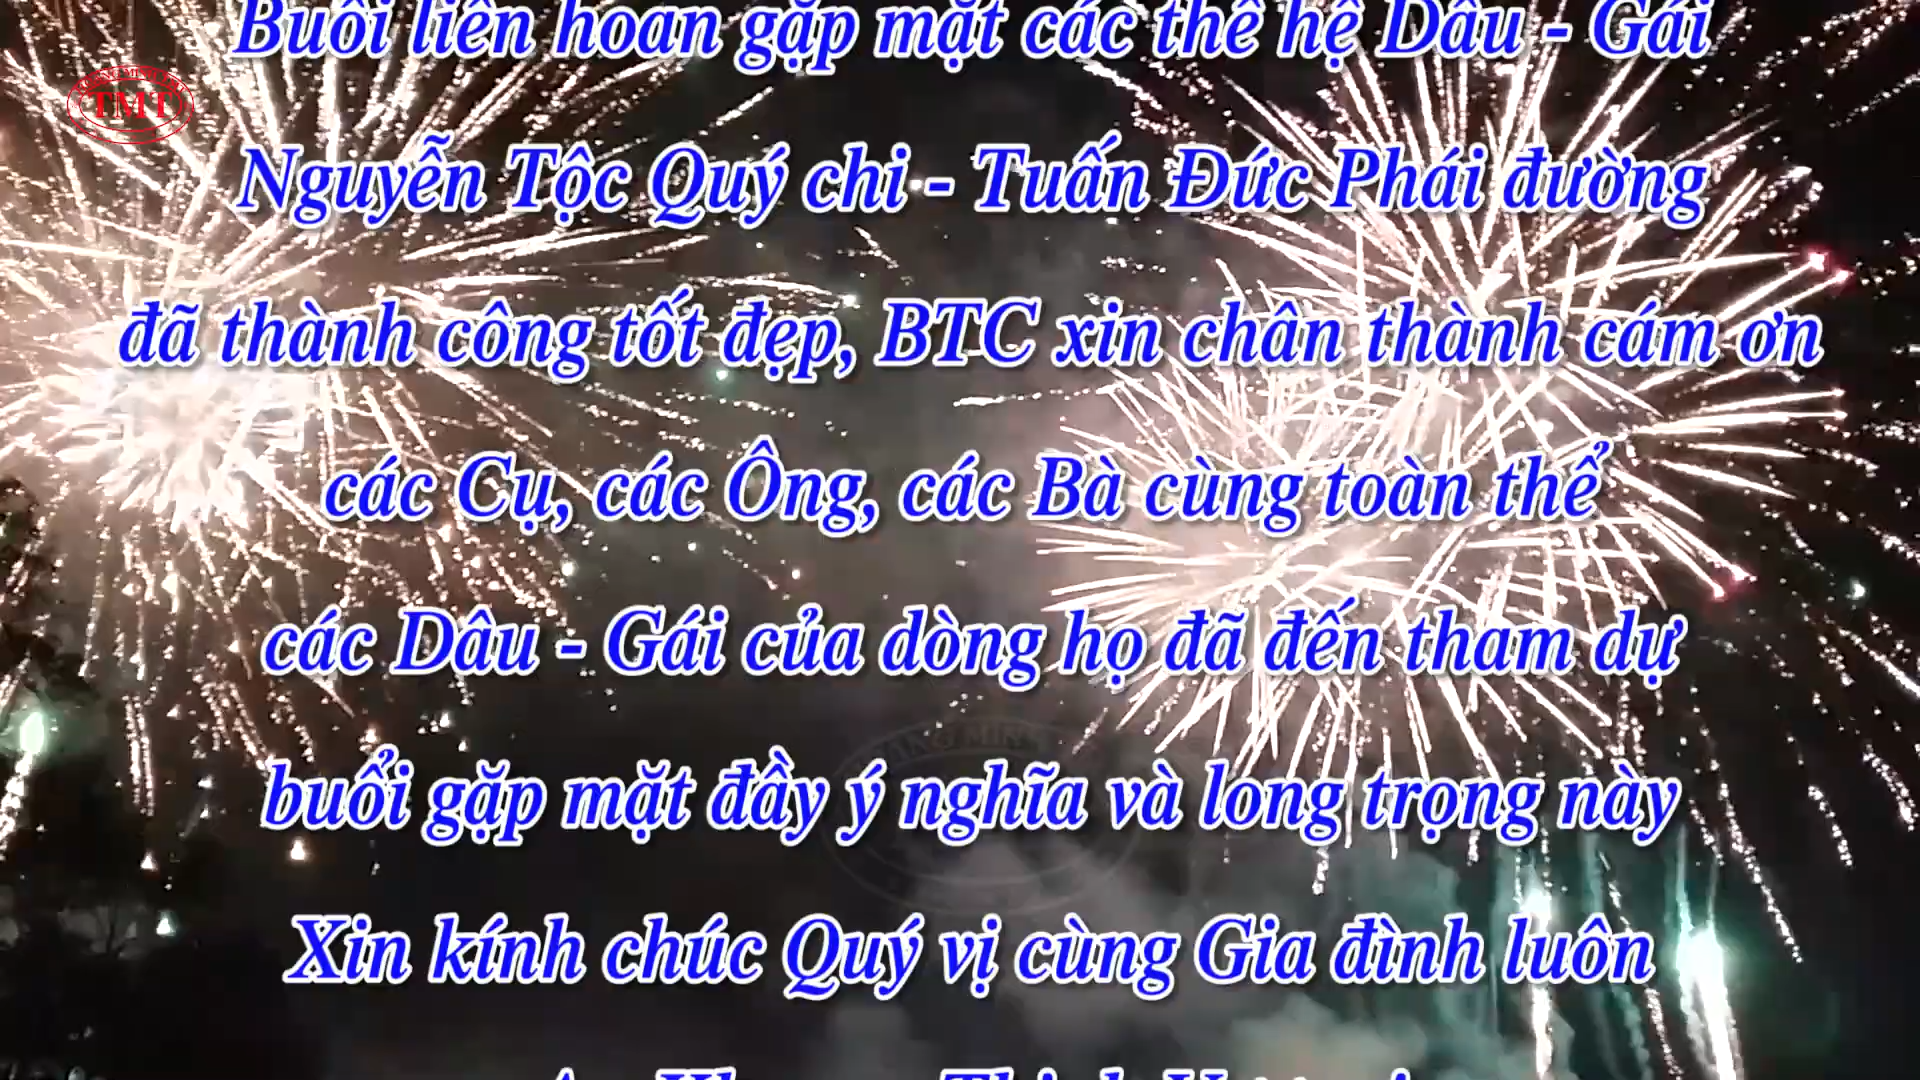 Buổi liên hoan gặp mặt các thế hệ Dâu - Gái
TMT
Nguyễn Tộc Quý chi - Tuấn Đức Phái đường
đã thành công tốt đẹp, BTC xin chân thành cám ơn
các Cụ, các Ông, các Bà cùng toàn thể
các Dâu - Gái của dòng họ đã đến tham dự
buổi gặp mặt đầy ý nghĩa và long trọng này
Xin kính chúc Quý vị cùng Gia đình luôn